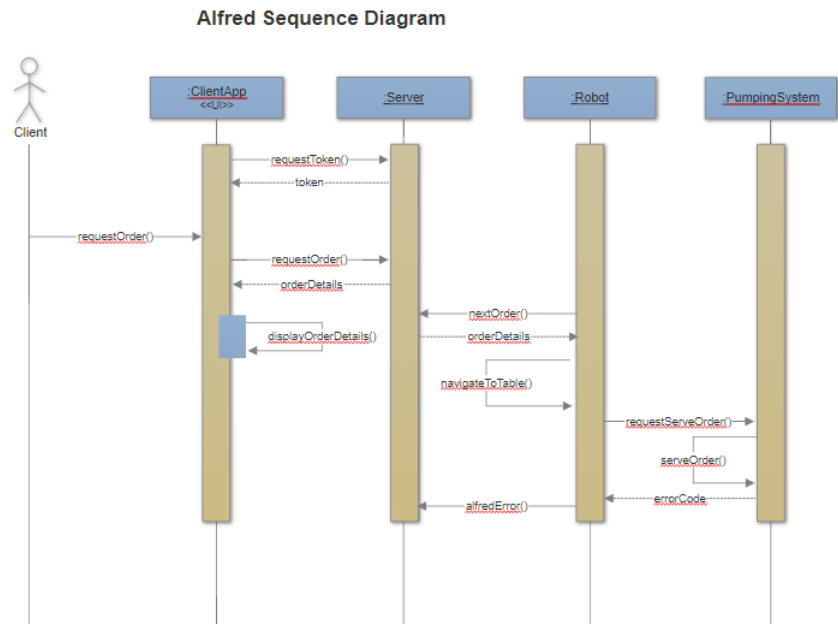 Alfred Sequence Diagram
Client
:ClientApp
<<UI>>
:Server
:Robot
:PumpingSystem
requestToken()
token
requestOrder()
requestOrder()
orderDetails
nextOrder()
displayOrderDetails()
orderDetails
navigateToTable()
requestServeOrder()
serveOrder()
errorCode
alfredError()